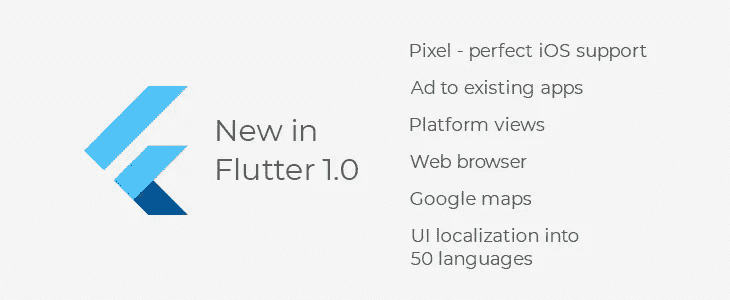 New in
Flutter 1.0
Pixel - perfect iOS support
Ad to existing apps
Platform views
Web browser
Google maps
UI localization into
50 languages